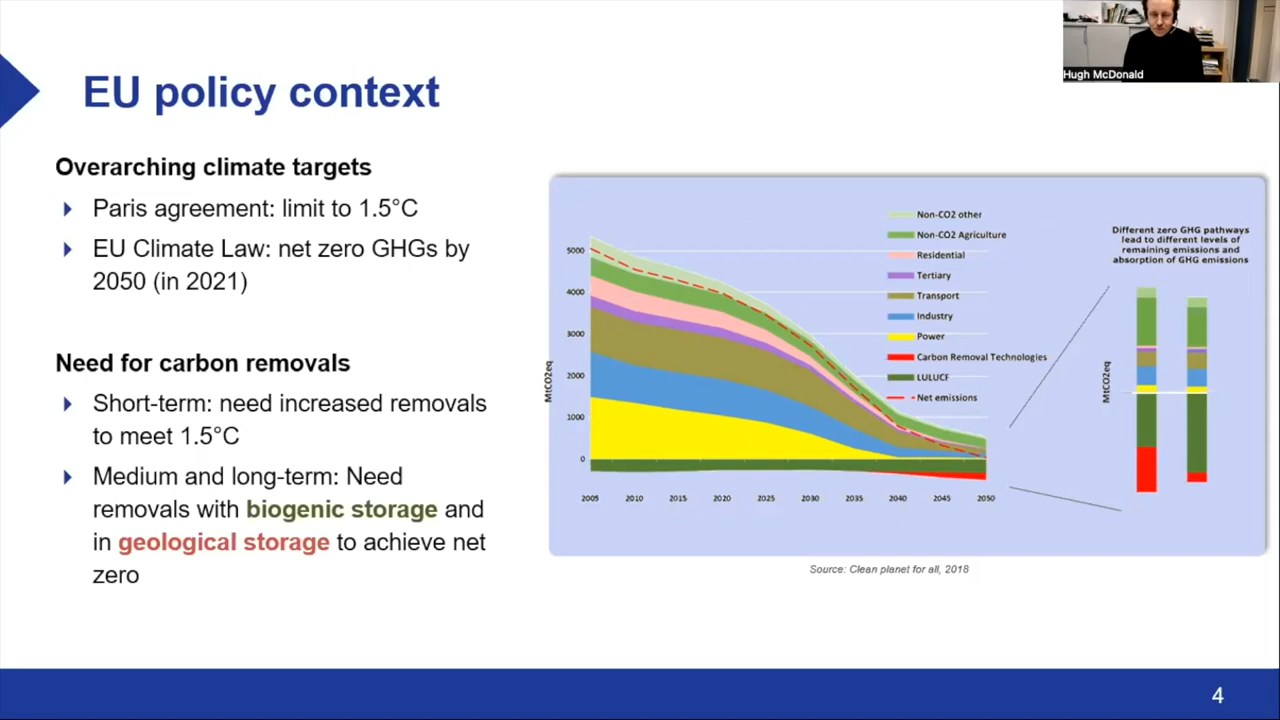 Hugh McDonald
EU policy context
Overarching climate targets
Paris agreement: limit to 1.5°C
EU Climate Law: net zero GHGs by
2050 (in 2021)
Need for carbon removals
Short-term: need increased removals
to meet 1.5°C
Medium and long-term: Need
removals with biogenic storage and
in geological storage to achieve net
zero
MtCO2eq
5000
4000
3000
2000
1000
0
2005 2010 2015 2020 2025 2030 2035 2040 2045 2050
Non-CO2 other
Non-CO2 Agriculture
Residential
Tertiary
Transport
Industry
Power
Carbon Removal Technologies
LULUCF
Net emissions
Different zero GHG pathways
lead to different levels of
remaining emissions and
absorption of GHG emissions
MtCO2eq
Source: Clean planet for all, 2018
4